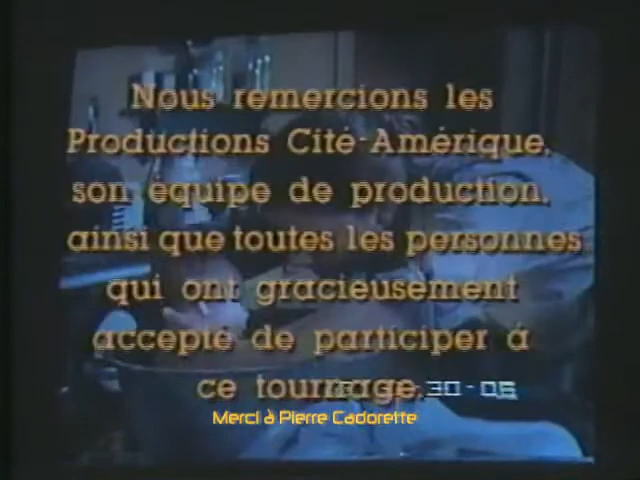 Nous remercions les
Productions Cité-Amérique,
son équipe de production,
ainsi que toutes les personnes
qui ont gracieusement
accepté de participer à
ce tournage.
30-05
Merci à Pierre Cadorette